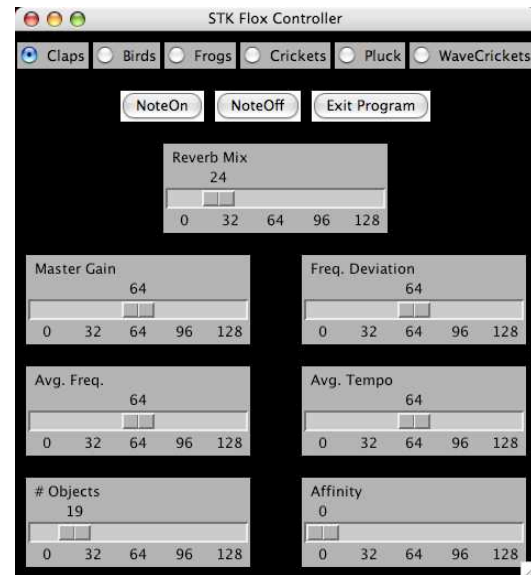 STK Flox Controller
Claps Birds Frogs Crickets Pluck WaveCrickets
NoteOn NoteOff Exit Program
Reverb Mix
24
0 32 64 96 128
Master Gain
64
0 32 64 96 128
Freq. Deviation
64
0 32 64 96 128
Avg. Freq.
64
0 32 64 96 128
Avg. Tempo
64
0 32 64 96 128
# Objects
19
0 32 64 96 128
Affinity
0
0 32 64 96 128